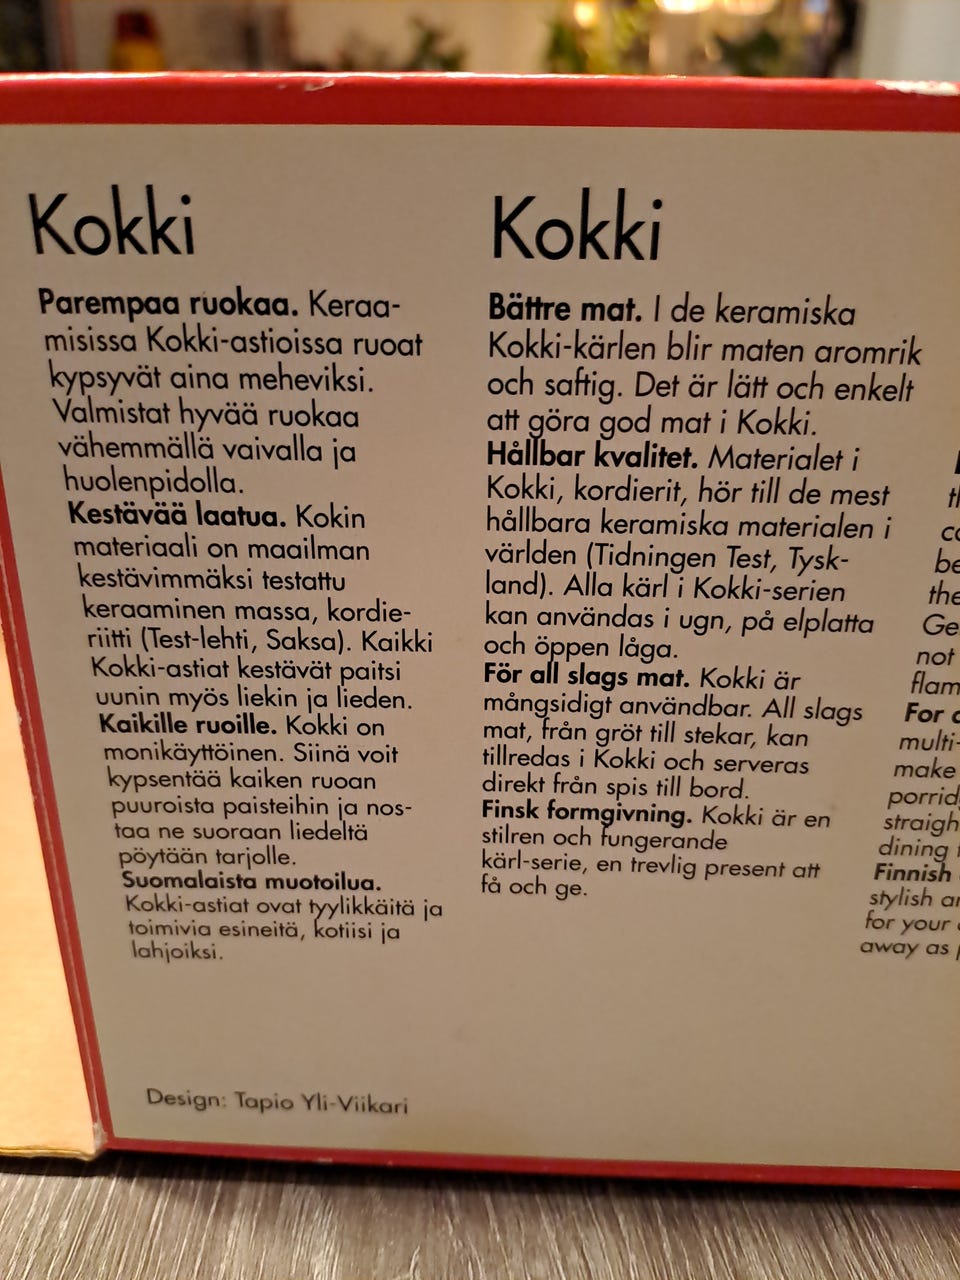 Kokki
Parempaa ruokaa. Keraa-
misissa Kokki-astioissa ruoat
kypsyvät aina meheviksi.
Valmistat hyvää ruokaa
vähemmällä vaivalla ja
huolenpidolla.
Kestävää laatua. Kokin
materiaali on maailman
kestävimmäksi testattu
keraaminen massa, kordie-
riitti (Test-lehti, Saksa). Kaikki
Kokki-astiat kestävät paitsi
uunin myös liekin ja lieden.
Kaikille ruoille. Kokki on
monikäyttöinen. Siinä voit
kypsentää kaiken ruoan
puuroista paisteihin ja nos-
taa ne suoraan liedeltä
pöytään tarjolle.
Suomalaista muotoilua.
Kokki-astiat ovat tyylikkäitä ja
toimivia esineitä, kotiisi ja
lahjoiksi.
Design: Tapio Yli-Viikari
Kokki
Bättre mat. I de keramiska
Kokki-kärlen blir maten aromrik
och saftig. Det är lätt och enkelt
att göra god mat i Kokki.
Hållbar kvalitet. Materialet i
Kokki, kordierit, hör till de mest
hållbara keramiska materialen i
världen (Tidningen Test, Tysk-
land). Alla kärl i Kokki-serien
kan användas i ugn, på elplatta
och öppen låga.
För all slags mat. Kokki är
mångsidigt användbar. All slags
mat, från gröt till stekar, kan
tillredas i Kokki och serveras
direkt från spis till bord.
Finsk formgivning. Kokki är en
stilren och fungerande
kärl-serie, en trevlig present att
få och ge.
th
co
be
the
Ge
not
flam
For
multi-
make
porrid
straigh
dining
Finnish
stylish
for your
away as